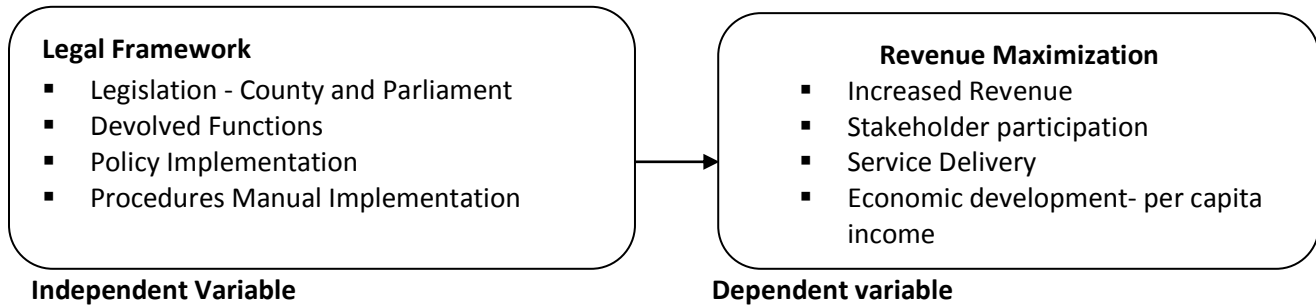 Legal Framework
▪ Legislation - County and Parliament
▪ Devolved Functions
▪ Policy Implementation
▪ Procedures Manual Implementation
Independent Variable
Revenue Maximization
▪ Increased Revenue
▪ Stakeholder participation
▪ Service Delivery
▪ Economic development- per capita
income
Dependent variable